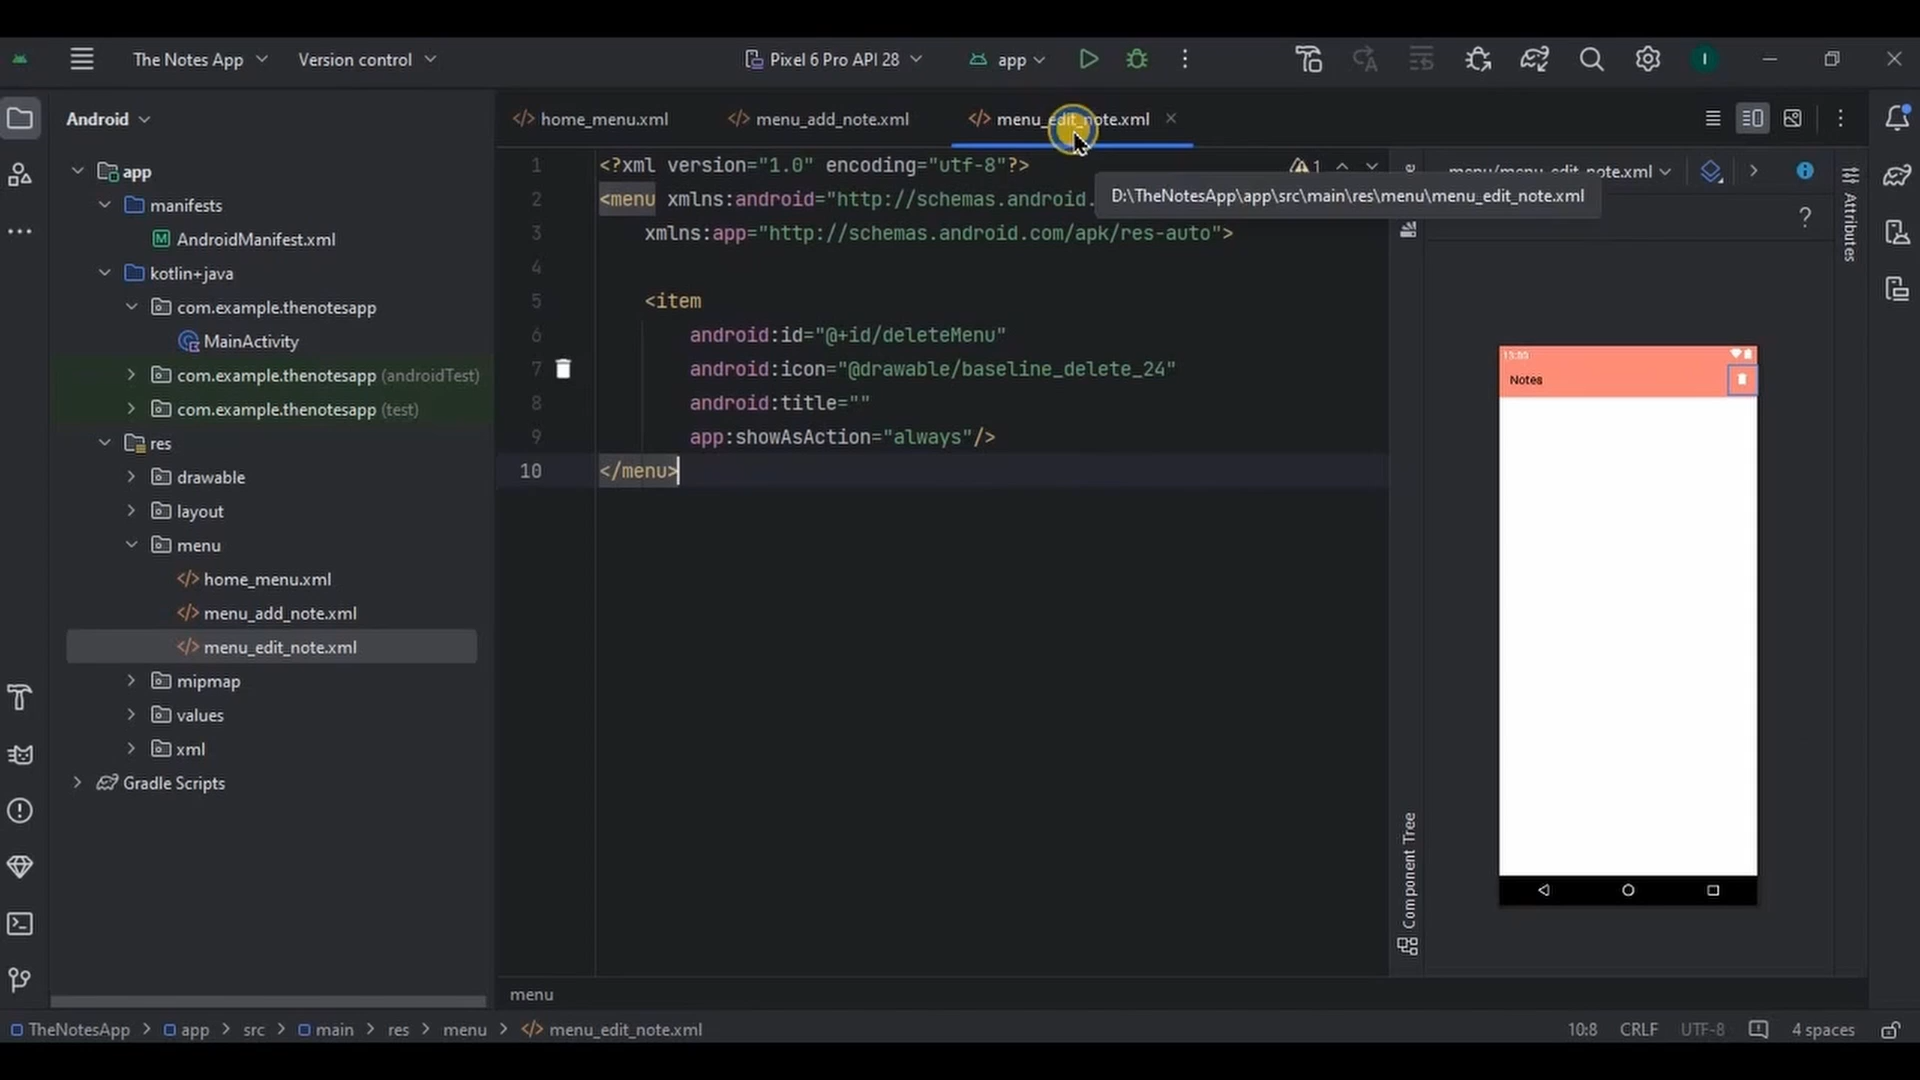 The Notes App
Version control
Pixel 6 Pro API 28
app
I
Android
home_menu.xml
menu_add_note.xml
menu_edit_note.xml
app
manifests
AndroidManifest.xml
kotlin+java
com.example.thenotesapp
MainActivity
com.example.thenotesapp (androidTest)
com.example.thenotesapp (test)
res
drawable
layout
menu
home_menu.xml
menu_add_note.xml
menu_edit_note.xml
mipmap
values
xml
Gradle Scripts
1 <?xml version="1.0" encoding="utf-8"?>
2 <menu xmlns:android="http://schemas.android.
3 xmlns:app="http://schemas.android.com/apk/res-auto">
4
5 <item
6 android:id="@+id/deleteMenu"
7 android:icon="@drawable/baseline_delete_24"
8 android:title=""
9 app:showAsAction="always"/>
10 </menu>
1
menu/menu_edit_note.xml
D:\TheNotesApp\app\src\main\res\menu\menu_edit_note.xml
?
Attributes
Notes
Component Tree
menu
TheNotesApp > app > src > main > res > menu > menu_edit_note.xml
10:8 CRLF UTF-8 4 spaces